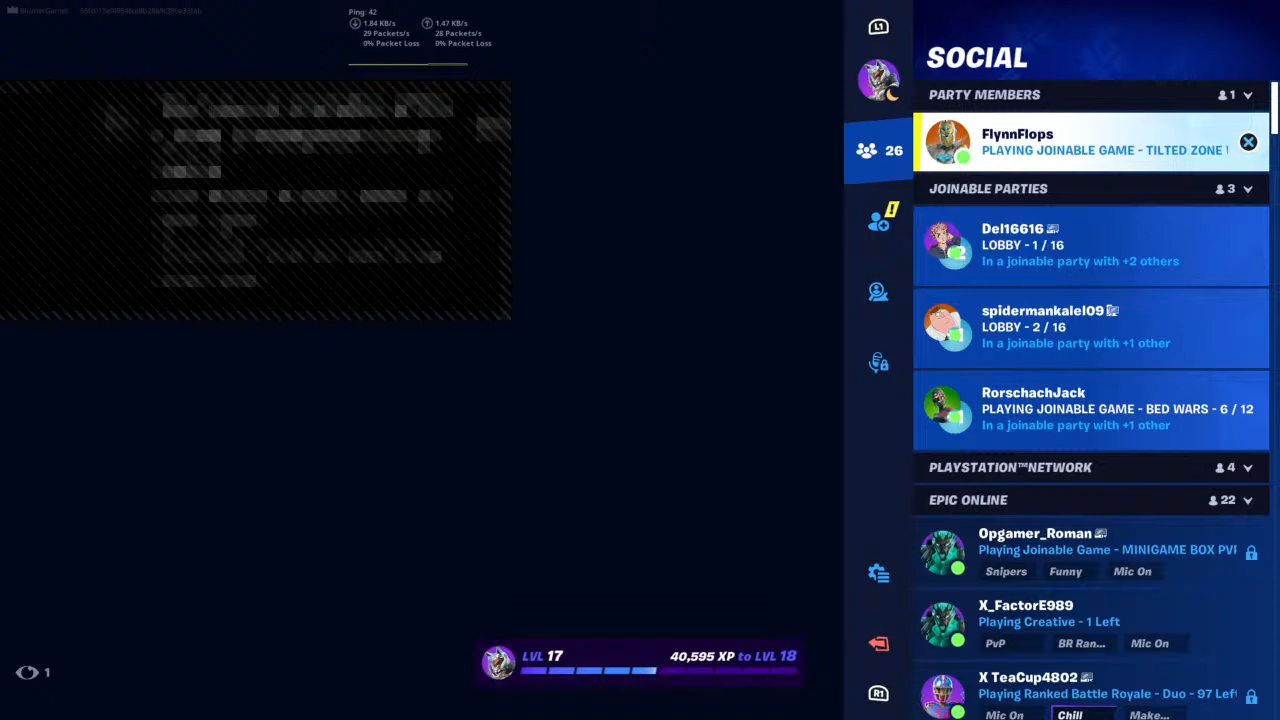 Ping: 42
1.84 KB/s 1.47 KB/s
29 Packets/s 28 Packets/s
0% Packet Loss 0% Packet Loss
L1
SOCIAL
PARTY MEMBERS 1
FlynnFlops
PLAYING JOINABLE GAME - TILTED ZONE
26
JOINABLE PARTIES 3
Del16616
LOBBY - 1 / 16
In a joinable party with +2 others
spidermankalel09
LOBBY - 2 / 16
In a joinable party with +1 other
RorschachJack
PLAYING JOINABLE GAME - BED WARS - 6 / 12
In a joinable party with +1 other
PLAYSTATION™NETWORK 4
EPIC ONLINE 22
Opgamer_Roman
Playing Joinable Game - MINIGAME BOX PVP
Snipers Funny Mic On
X_FactorE989
Playing Creative - 1 Left
PvP BR Ran... Mic On
X TeaCup4802
Playing Ranked Battle Royale - Duo - 97 Left
Mic On Chill Make...
R1
LVL 17 40,595 XP to LVL 18
1